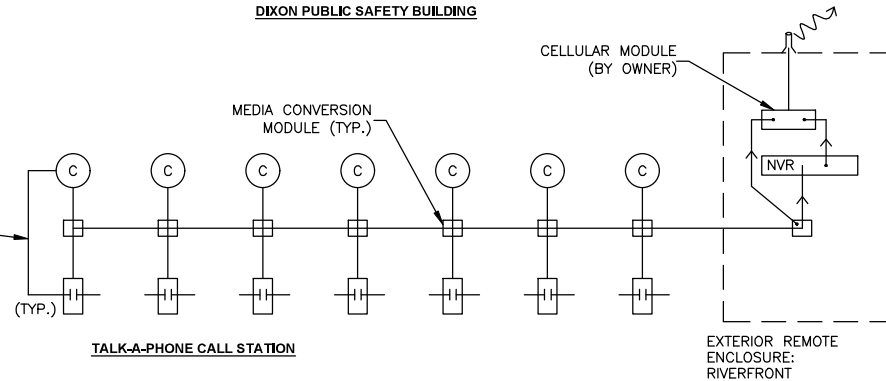 DIXON PUBLIC SAFETY BUILDING
CELLULAR MODULE
(BY OWNER)
MEDIA CONVERSION
MODULE (TYP.)
C C C C C C C
NVR
(TYP.)
TALK-A-PHONE CALL STATION
EXTERIOR REMOTE
ENCLOSURE:
RIVERFRONT